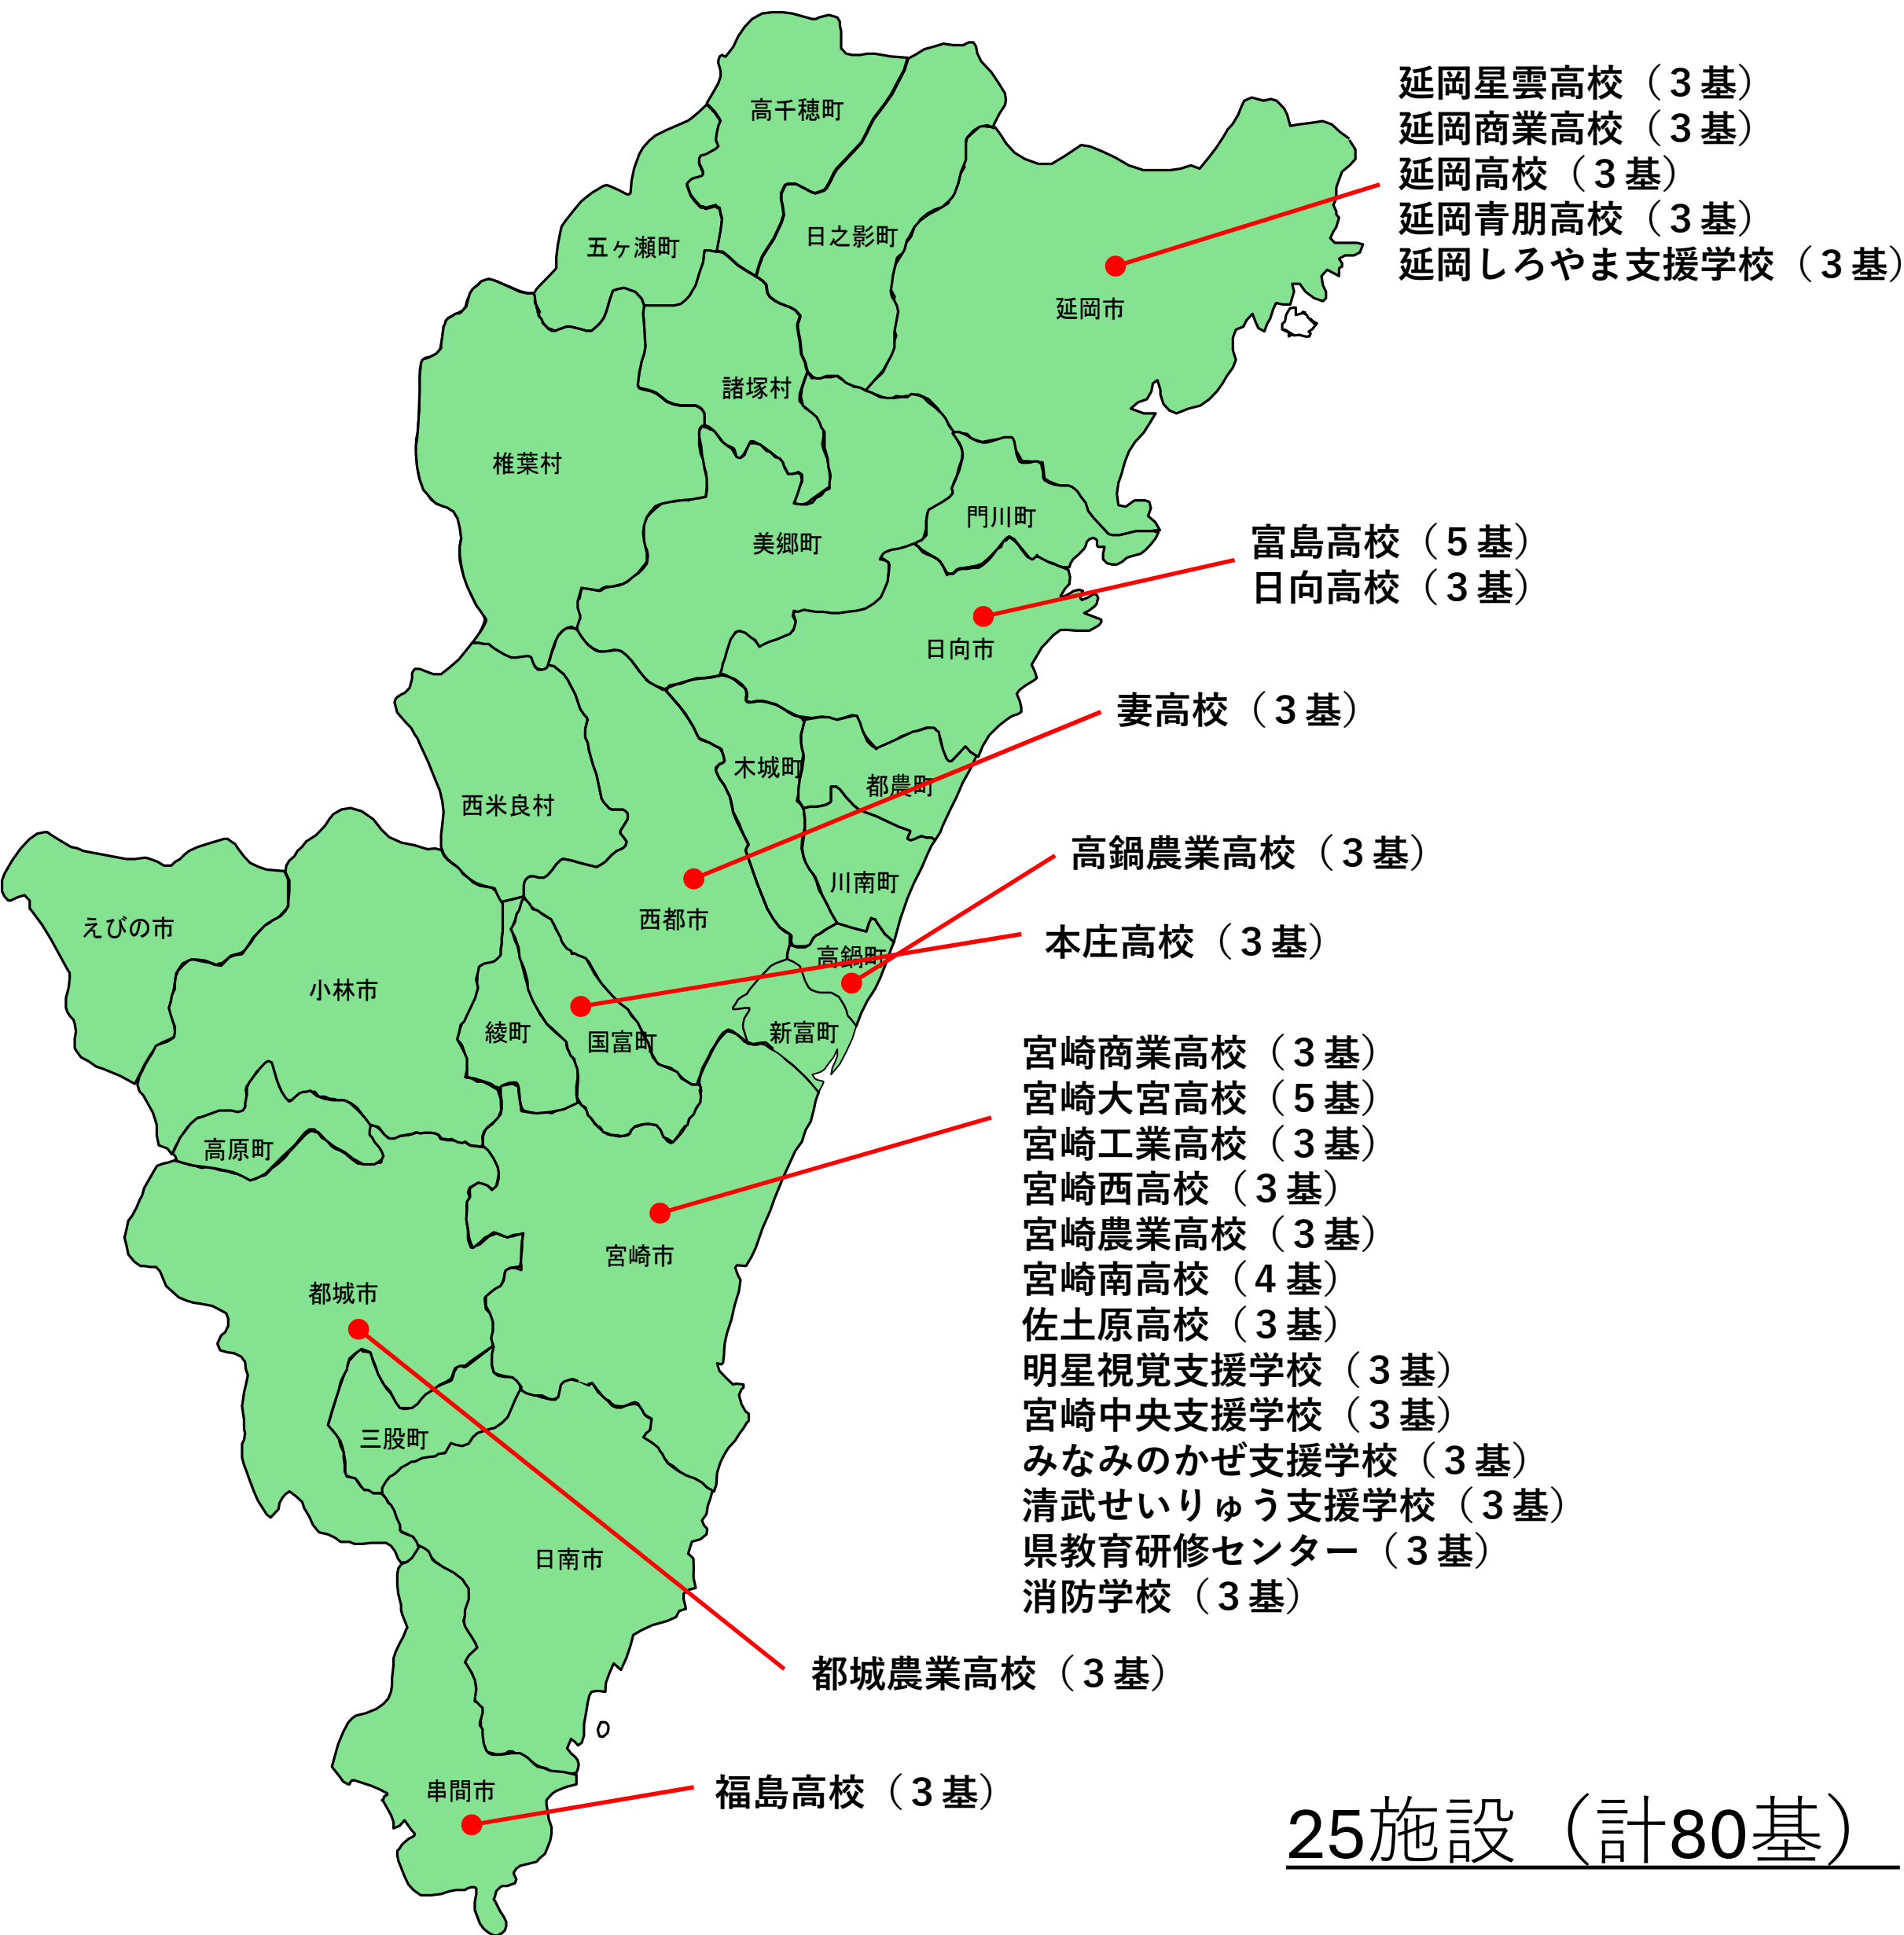 高千穂町
延岡星雲高校（３基）
延岡商業高校（３基）
延岡高校（３基）
延岡青朋高校（３基）
延岡しろやま支援学校（３基）
五ヶ瀬町
日之影町
延岡市
諸塚村
椎葉村
門川町
美郷町
富島高校（５基）
日向高校（３基）
日向市
妻高校（３基）
木城町
都農町
西米良村
高鍋農業高校（３基）
川南町
西都市
えびの市
本庄高校（３基）
高鍋町
小林市
綾町
国富町
新富町
宮崎商業高校（３基）
宮崎大宮高校（５基）
宮崎工業高校（３基）
宮崎西高校（３基）
宮崎農業高校（３基）
宮崎南高校（４基）
佐土原高校（３基）
明星視覚支援学校（３基）
宮崎中央支援学校（３基）
みなみのかぜ支援学校（３基）
清武せいりゅう支援学校（３基）
県教育研修センター（３基）
消防学校（３基）
高原町
宮崎市
都城市
三股町
日南市
都城農業高校（３基）
串間市
福島高校（３基）
25施設（計80基）